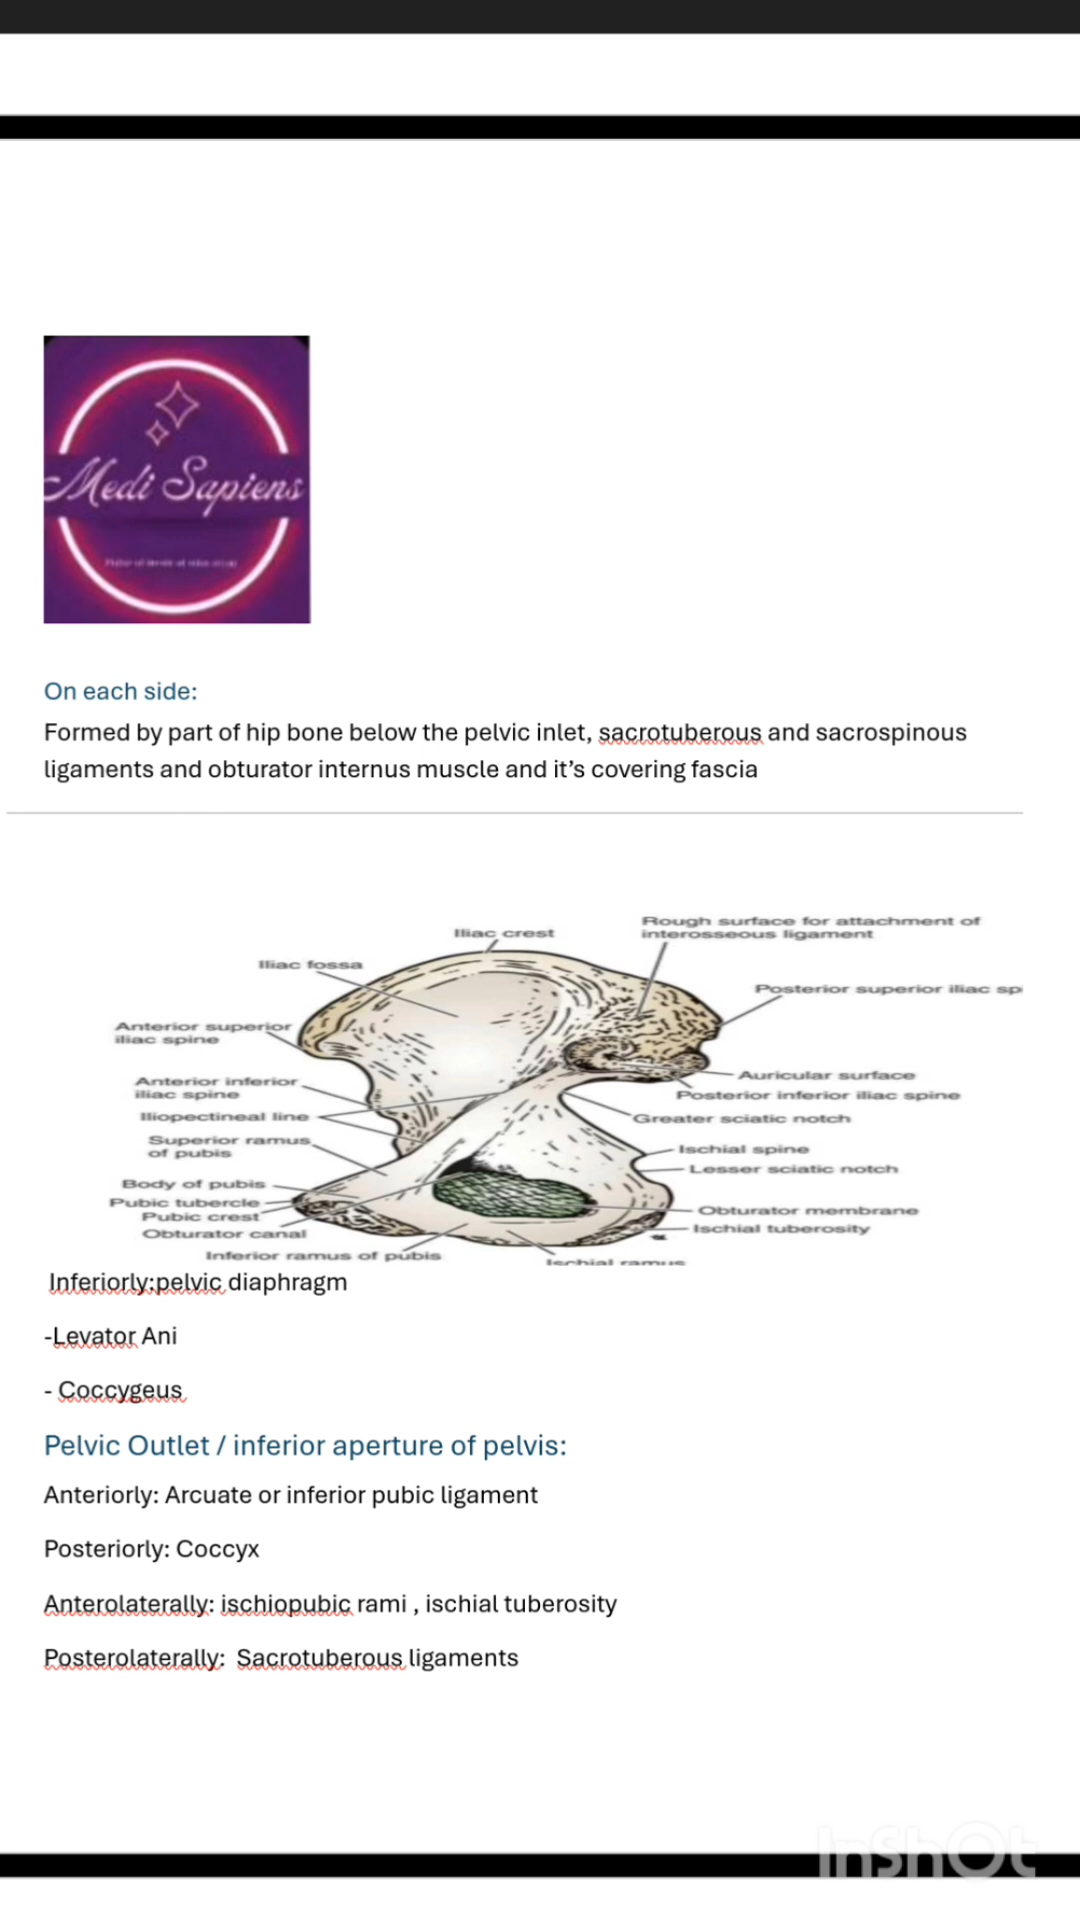 Medi Sapiens
On each side:
Formed by part of hip bone below the pelvic inlet, sacrotuberous and sacrospinous
ligaments and obturator internus muscle and it’s covering fascia
Rough surface for attachment of
interosseous ligament
Iliac crest
Iliac fossa
Posterior superior iliac sp
Anterior superior
iliac spine
Auricular surface
Anterior inferior
iliac spine
Posterior inferior iliac spine
Iliopectineal line
Greater sciatic notch
Superior ramus
of pubis
Ischial spine
Lesser sciatic notch
Body of pubis
Pubic tubercle
Obturator membrane
Pubic crest
Ischial tuberosity
Obturator canal
Inferior ramus of pubis
Ischial ramus
Inferiorly:pelvic diaphragm
-Levator Ani
- Coccygeus
Pelvic Outlet / inferior aperture of pelvis:
Anteriorly: Arcuate or inferior pubic ligament
Posteriorly: Coccyx
Anterolaterally: ischiopubic rami , ischial tuberosity
Posterolaterally:  Sacrotuberous ligaments
InShOt